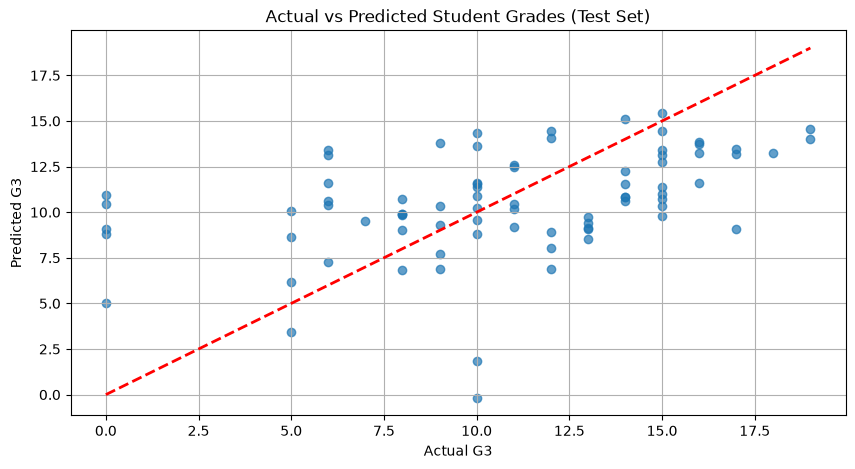 Actual vs Predicted Student Grades (Test Set)
17.5
15.0
12.5
10.0
7.5
5.0
2.5
0.0
Predicted G3
0.0 2.5 5.0 7.5 10.0 12.5 15.0 17.5
Actual G3